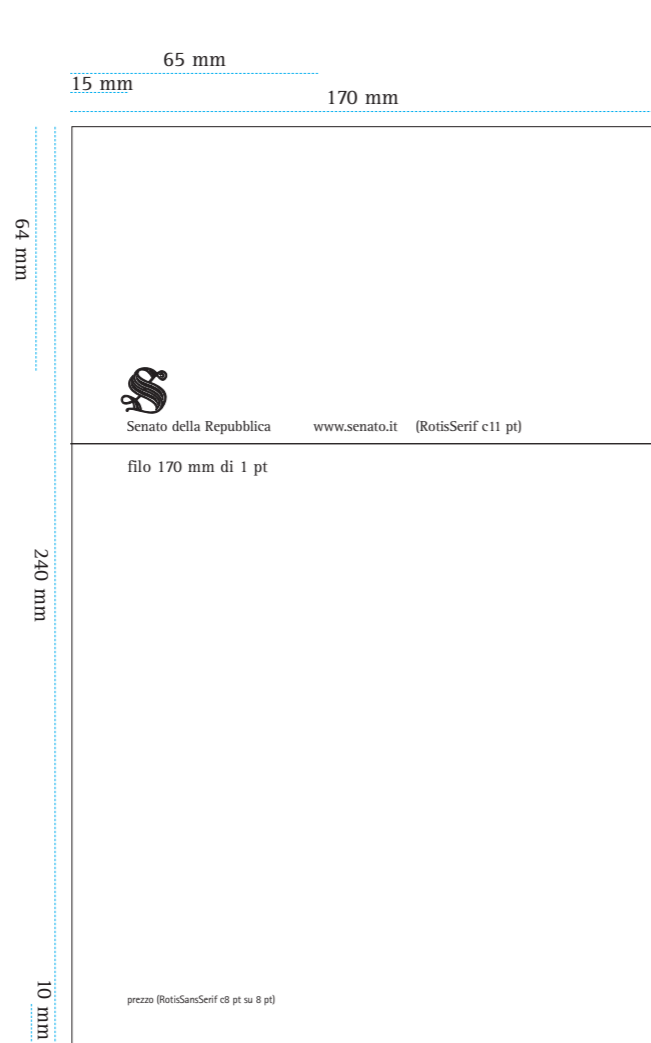 65 mm
15 mm
170 mm
64 mm
S
Senato della Repubblica www.senato.it (RotisSerif c11 pt)
filo 170 mm di 1 pt
240 mm
10 mm
prezzo (RotisSansSerif c8 pt su 8 pt)